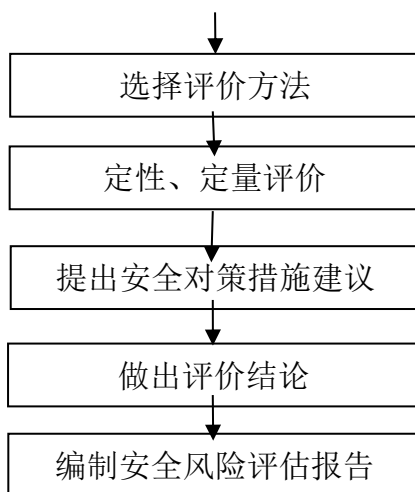 选择评价方法
定性、定量评价
提出安全对策措施建议
做出评价结论
编制安全风险评估报告